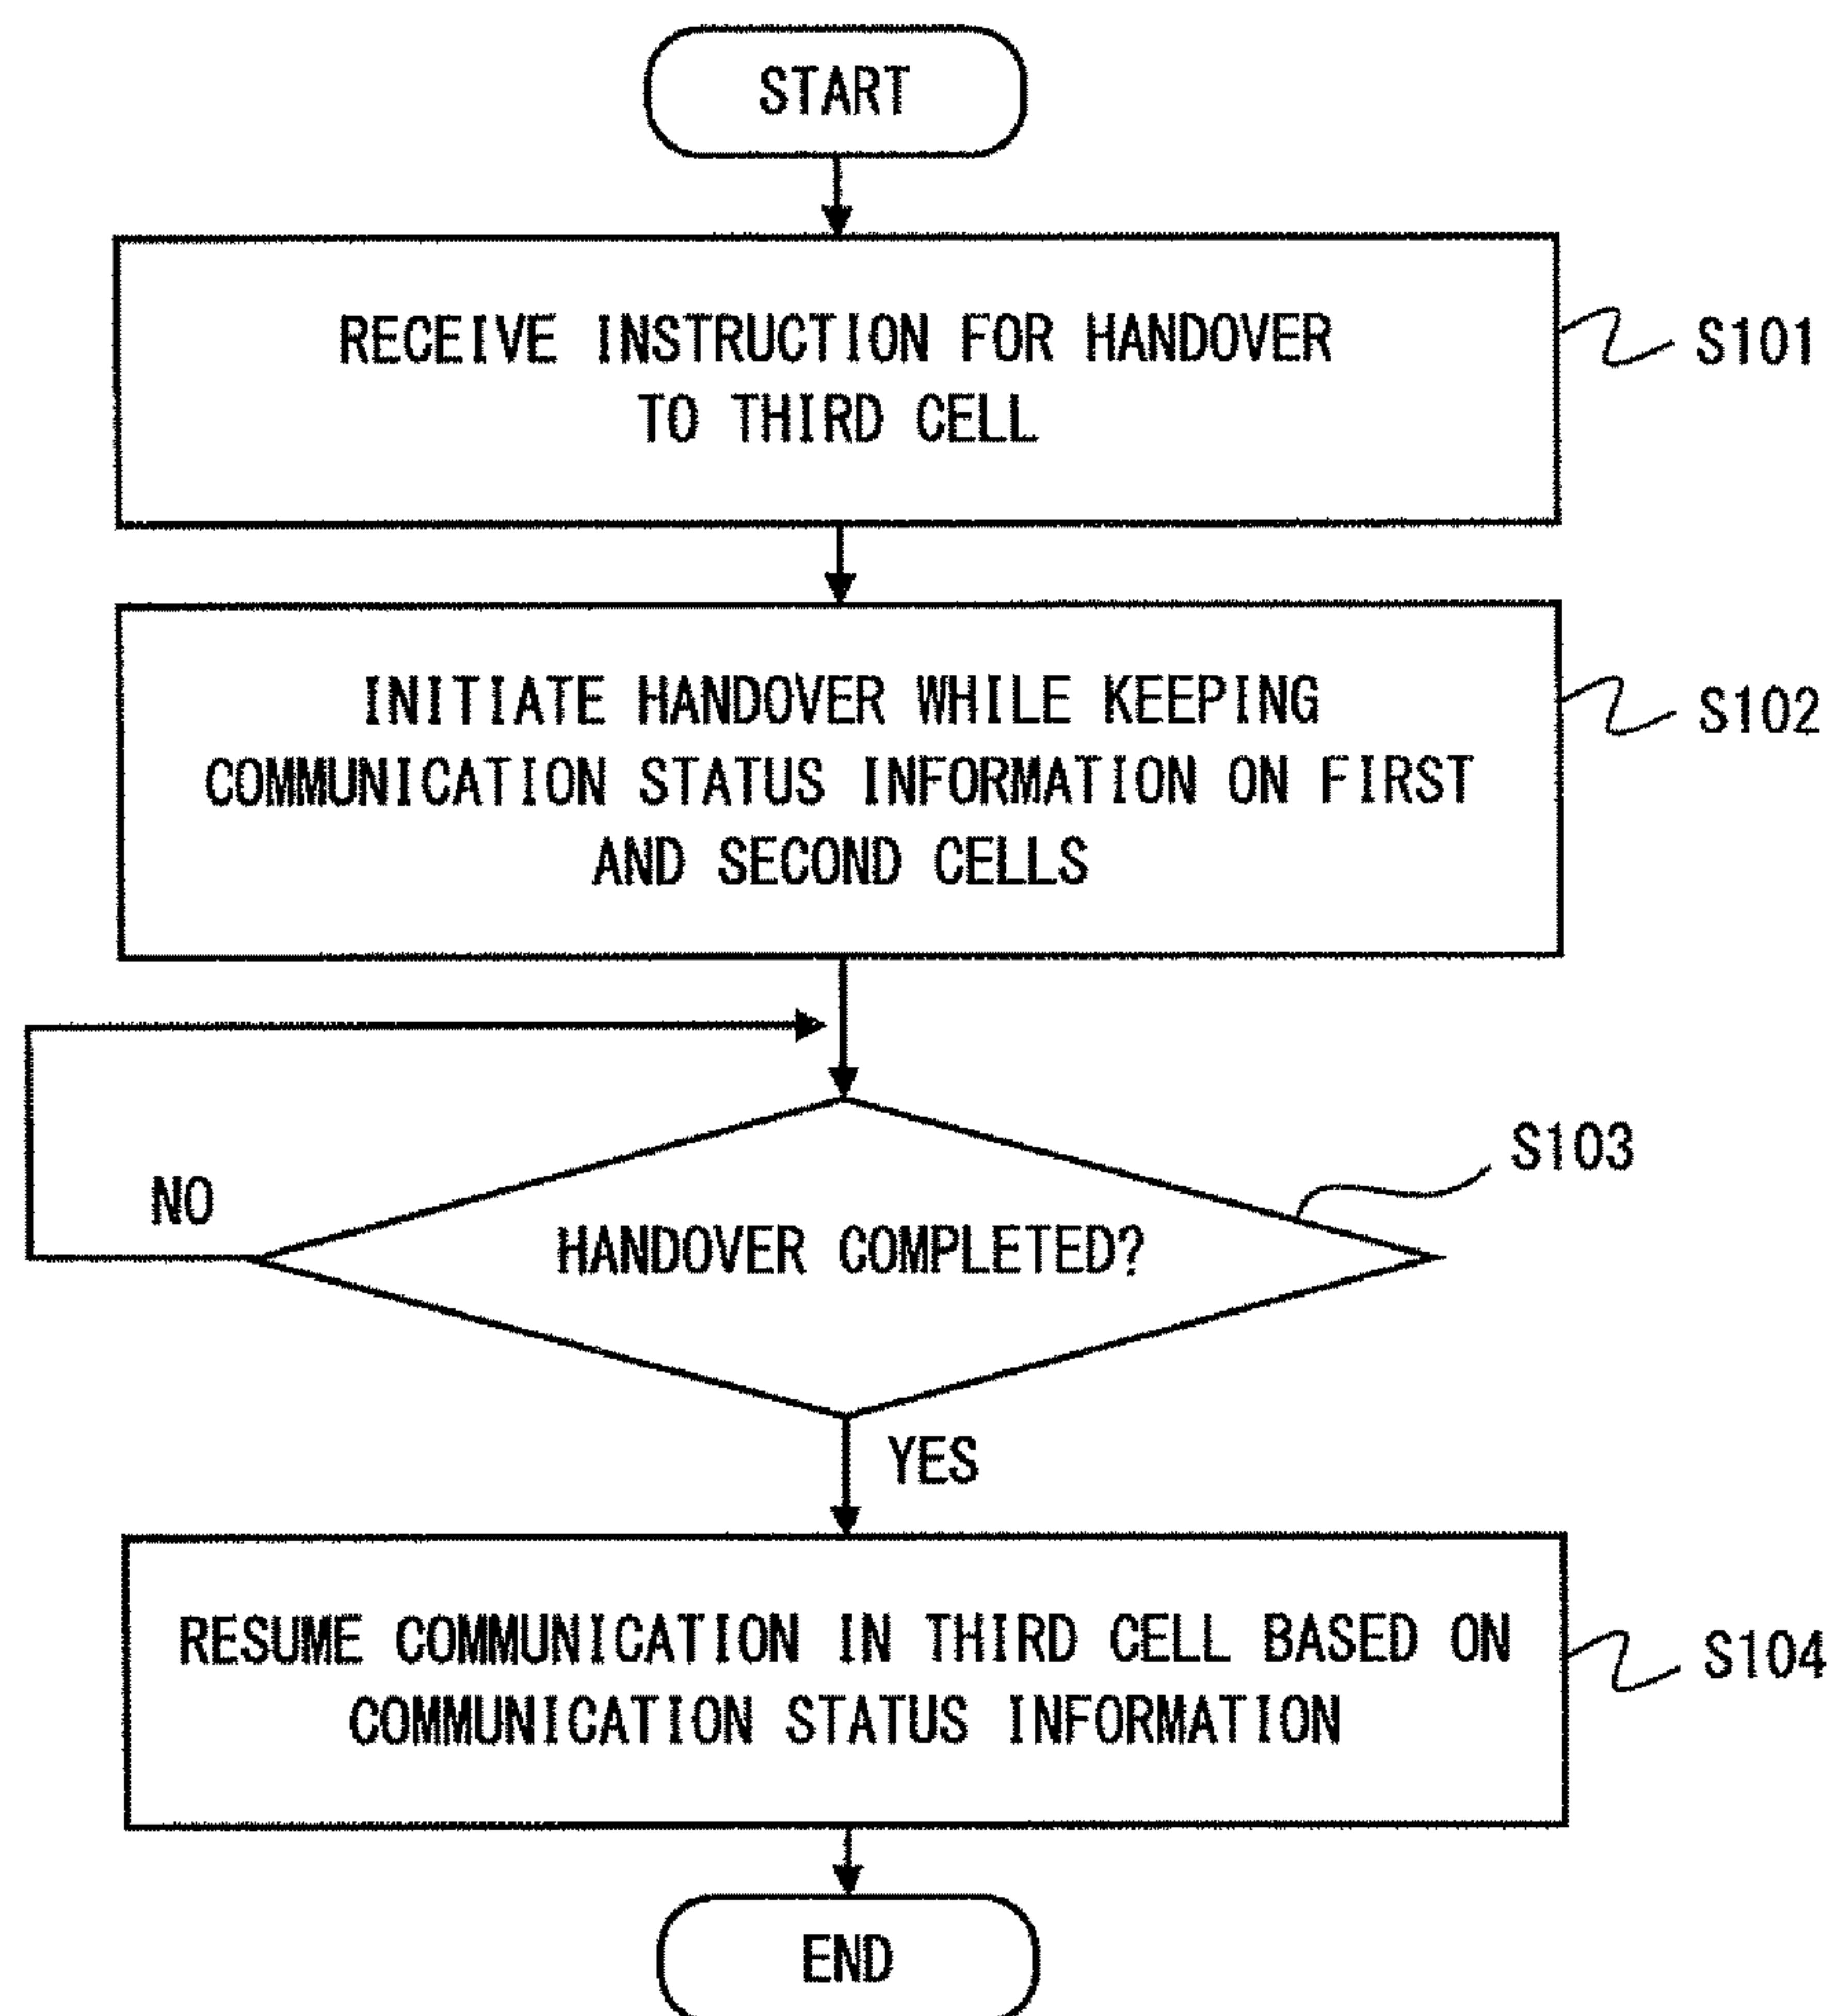 START
RECEIVE INSTRUCTION FOR HANDOVER
TO THIRD CELL
S101
INITIATE HANDOVER WHILE KEEPING
COMMUNICATION STATUS INFORMATION ON FIRST
AND SECOND CELLS
S102
S103
NO
HANDOVER COMPLETED?
YES
RESUME COMMUNICATION IN THIRD CELL BASED ON
COMMUNICATION STATUS INFORMATION
S104
END